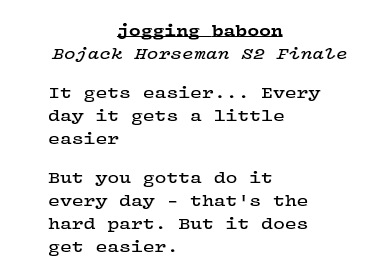 jogging baboon
Bojack Horseman S2 Finale
It gets easier... Every
day it gets a little
easier
But you gotta do it
every day - that's the
hard part. But it does
get easier.